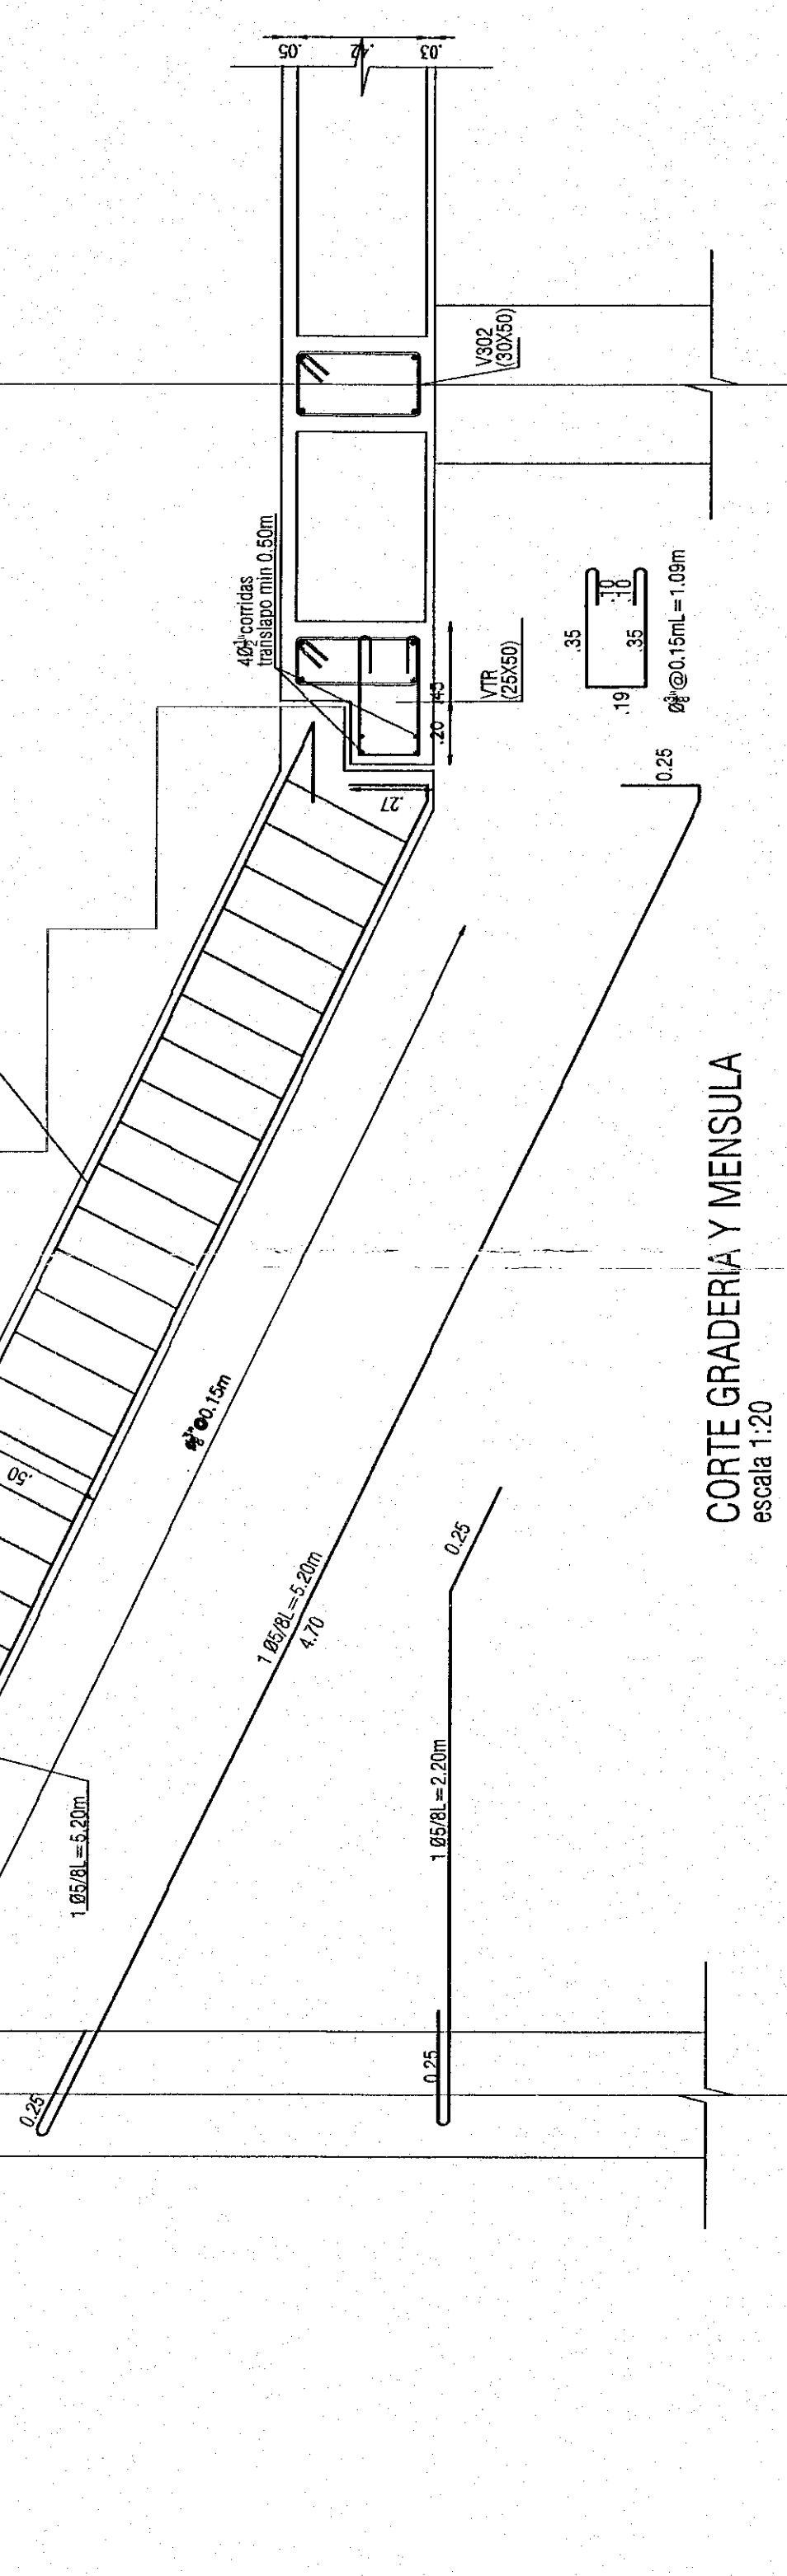 .05
.42
.03
V302
(30X50)
4Ø1/2"corridas
translapo min 0.50m
VTR
(25X50)
.45
.20
.27
.35
.10
.10
.35
.19
Ø3/8"@0.15mL=1.09m
0.25
.50
Ø3/8"@0.15m
1 Ø5/8L=5.20m
4.70
0.25
1 Ø5/8L=2.20m
0.25
1 Ø5/8L=5.20m
0.25
CORTE GRADERIA Y MENSULA
escala 1:20